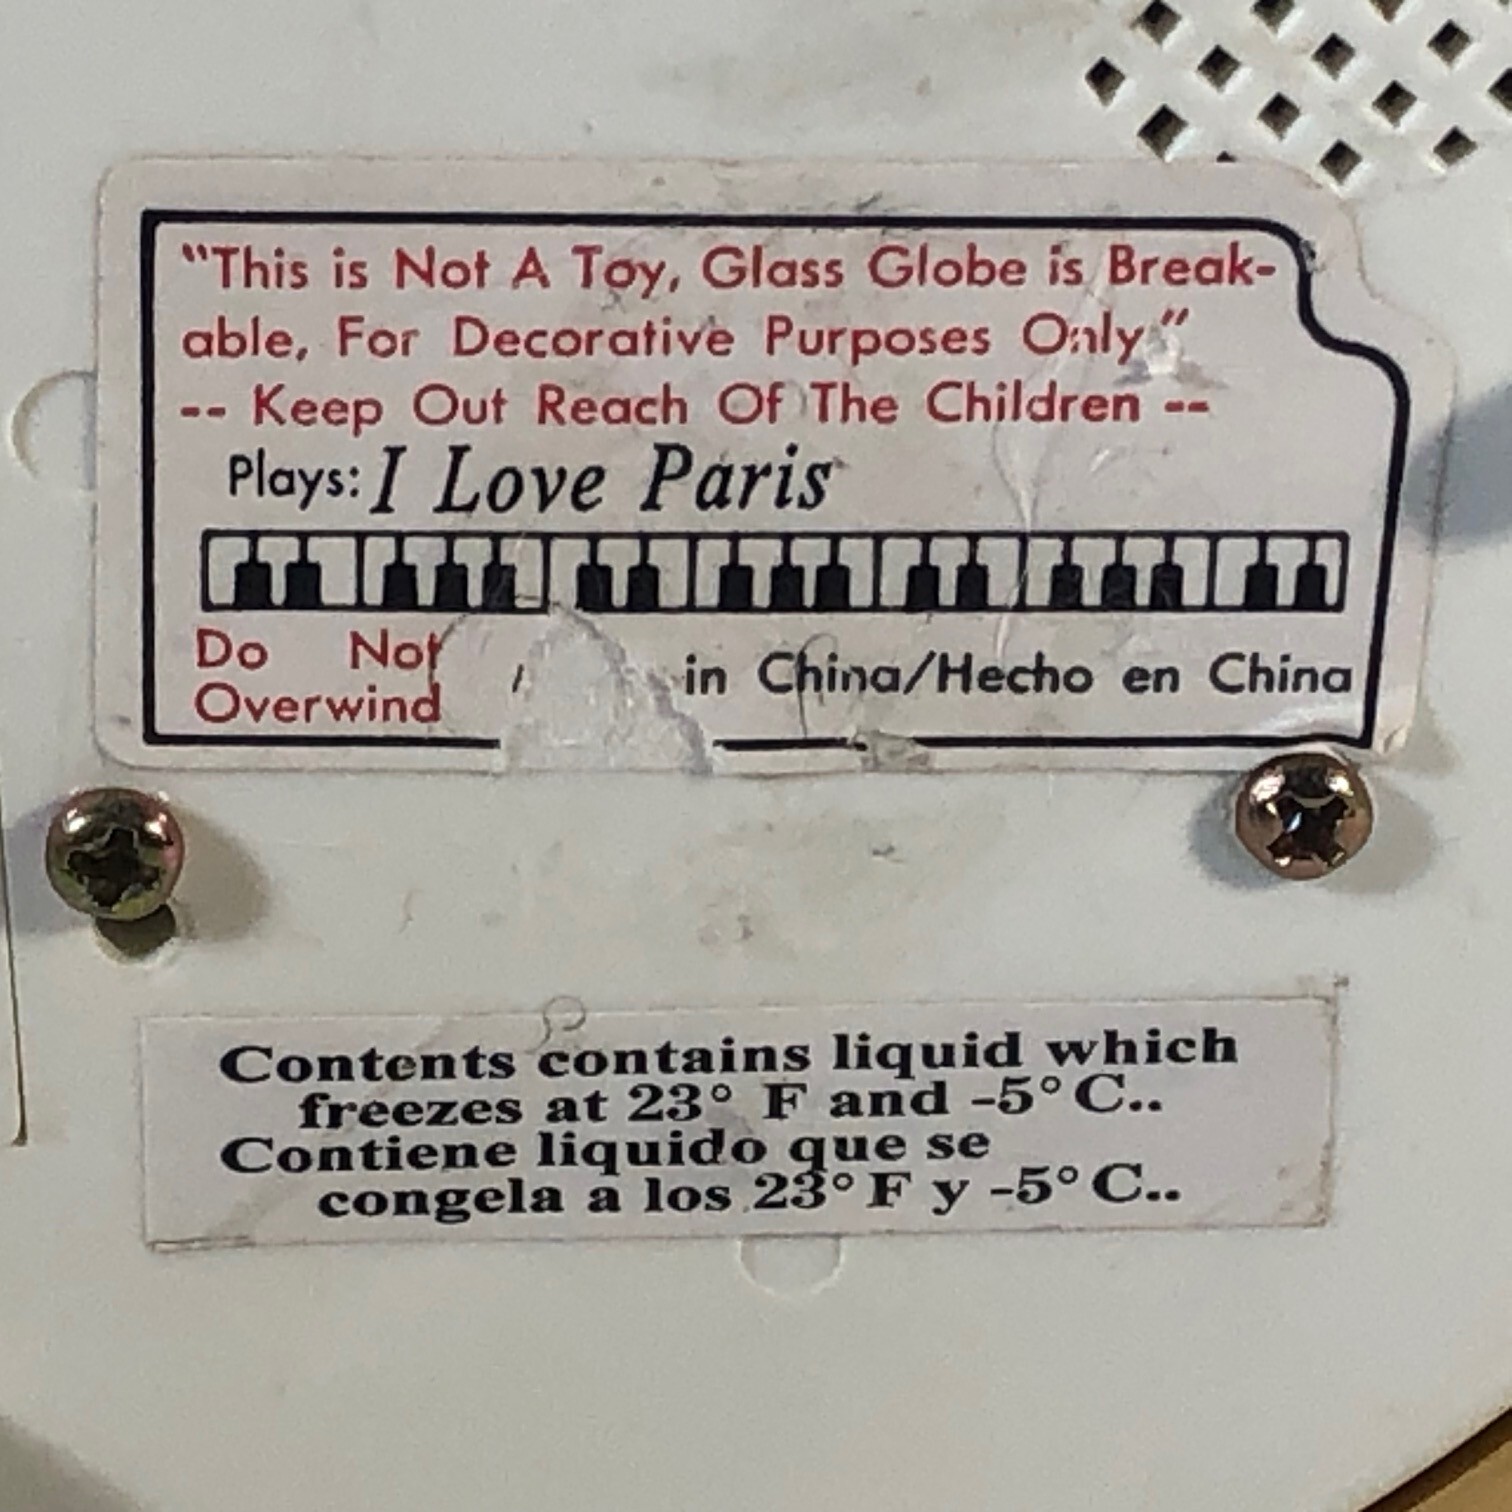 "This is Not A Toy, Glass Globe is Break-
able, For Decorative Purposes Only"
-- Keep Out Reach Of The Children --
Plays: I Love Paris
Do Not
Overwind
in China/Hecho en China
Contents contains liquid which
freezes at 23° F and -5° C..
Contiene liquido que se
congela a los 23° F y -5° C..